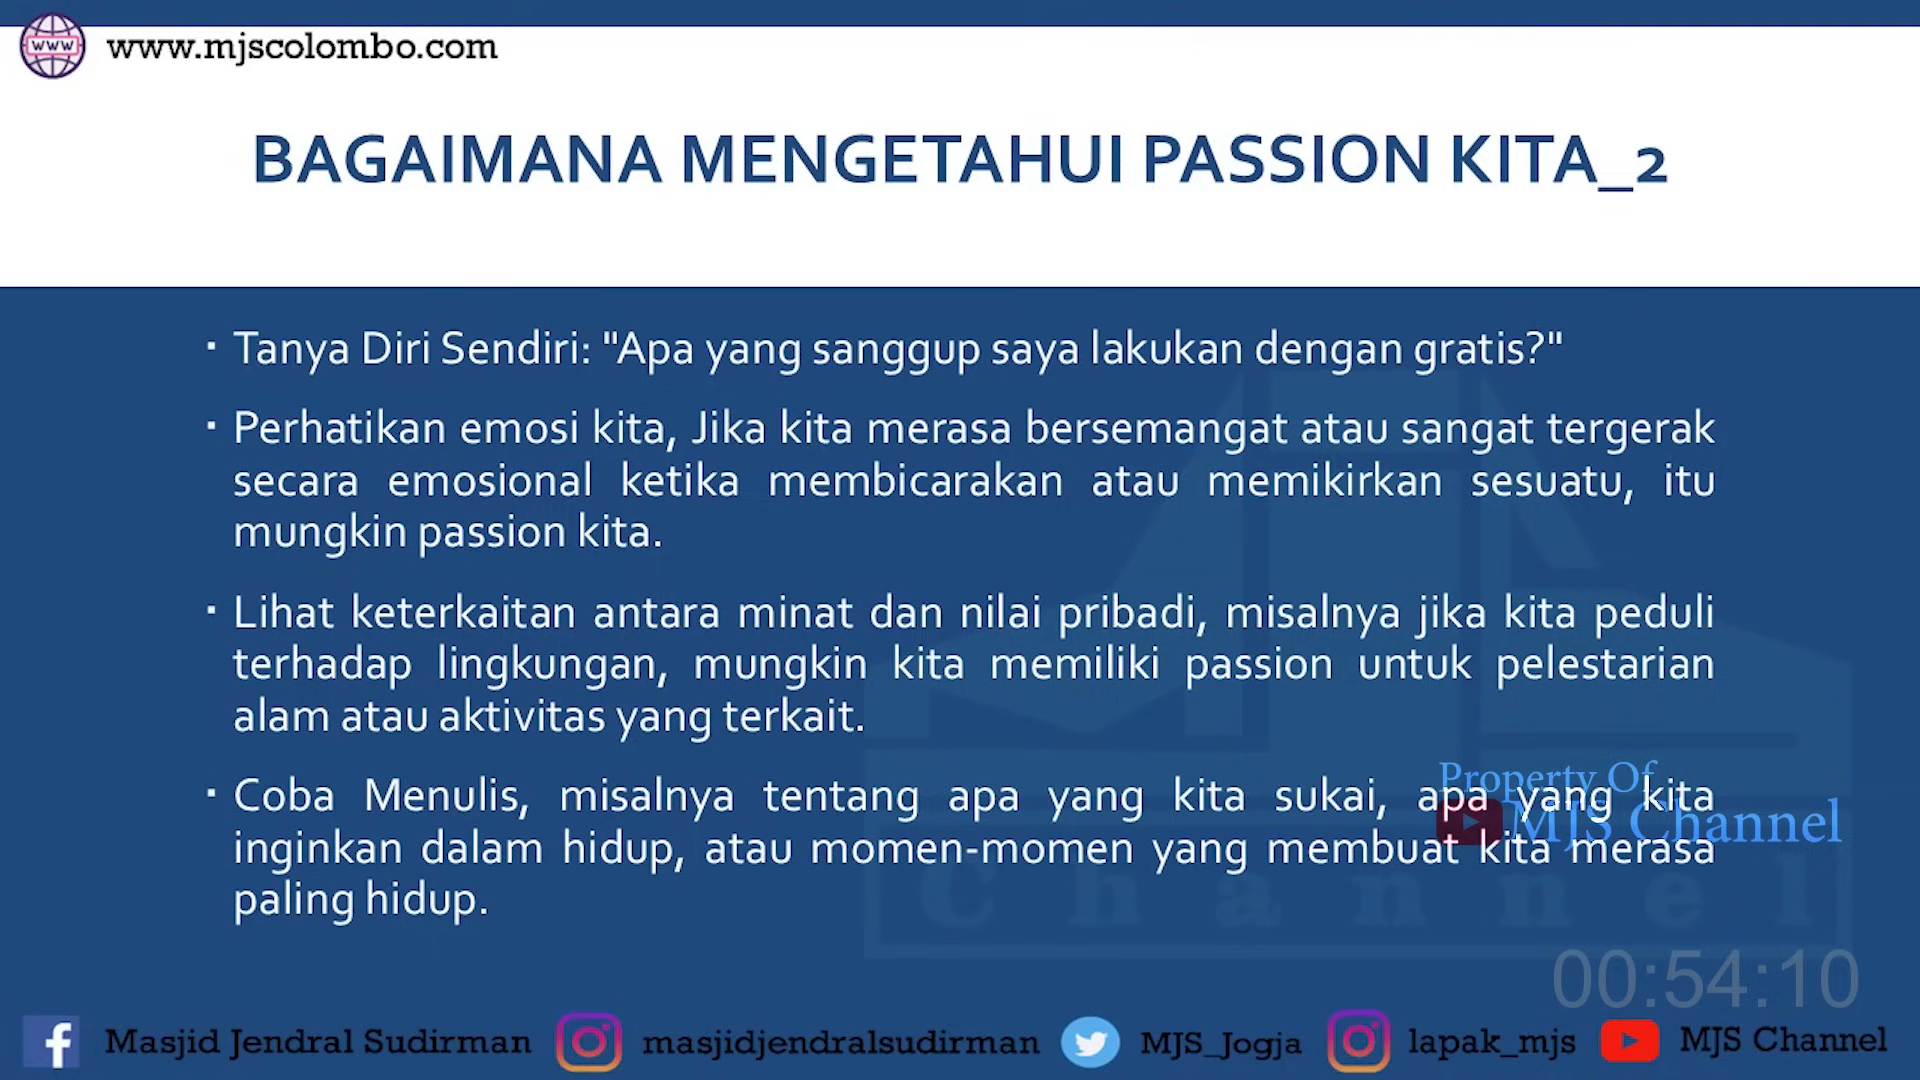 www.mjscolombo.com
BAGAIMANA MENGETAHUI PASSION KITA_2
▪ Tanya Diri Sendiri: "Apa yang sanggup saya lakukan dengan gratis?"
▪ Perhatikan emosi kita, Jika kita merasa bersemangat atau sangat tergerak
secara emosional ketika membicarakan atau memikirkan sesuatu, itu
mungkin passion kita.
▪ Lihat keterkaitan antara minat dan nilai pribadi, misalnya jika kita peduli
terhadap lingkungan, mungkin kita memiliki passion untuk pelestarian
alam atau aktivitas yang terkait.
▪ Coba Menulis, misalnya tentang apa yang kita sukai, apa yang kita
inginkan dalam hidup, atau momen-momen yang membuat kita merasa
paling hidup.
Property Of
MJS Channel
Channel
00:54:10
Masjid Jendral Sudirman masjidjendralsudirman MJS_Jogja lapak_mjs MJS Channel